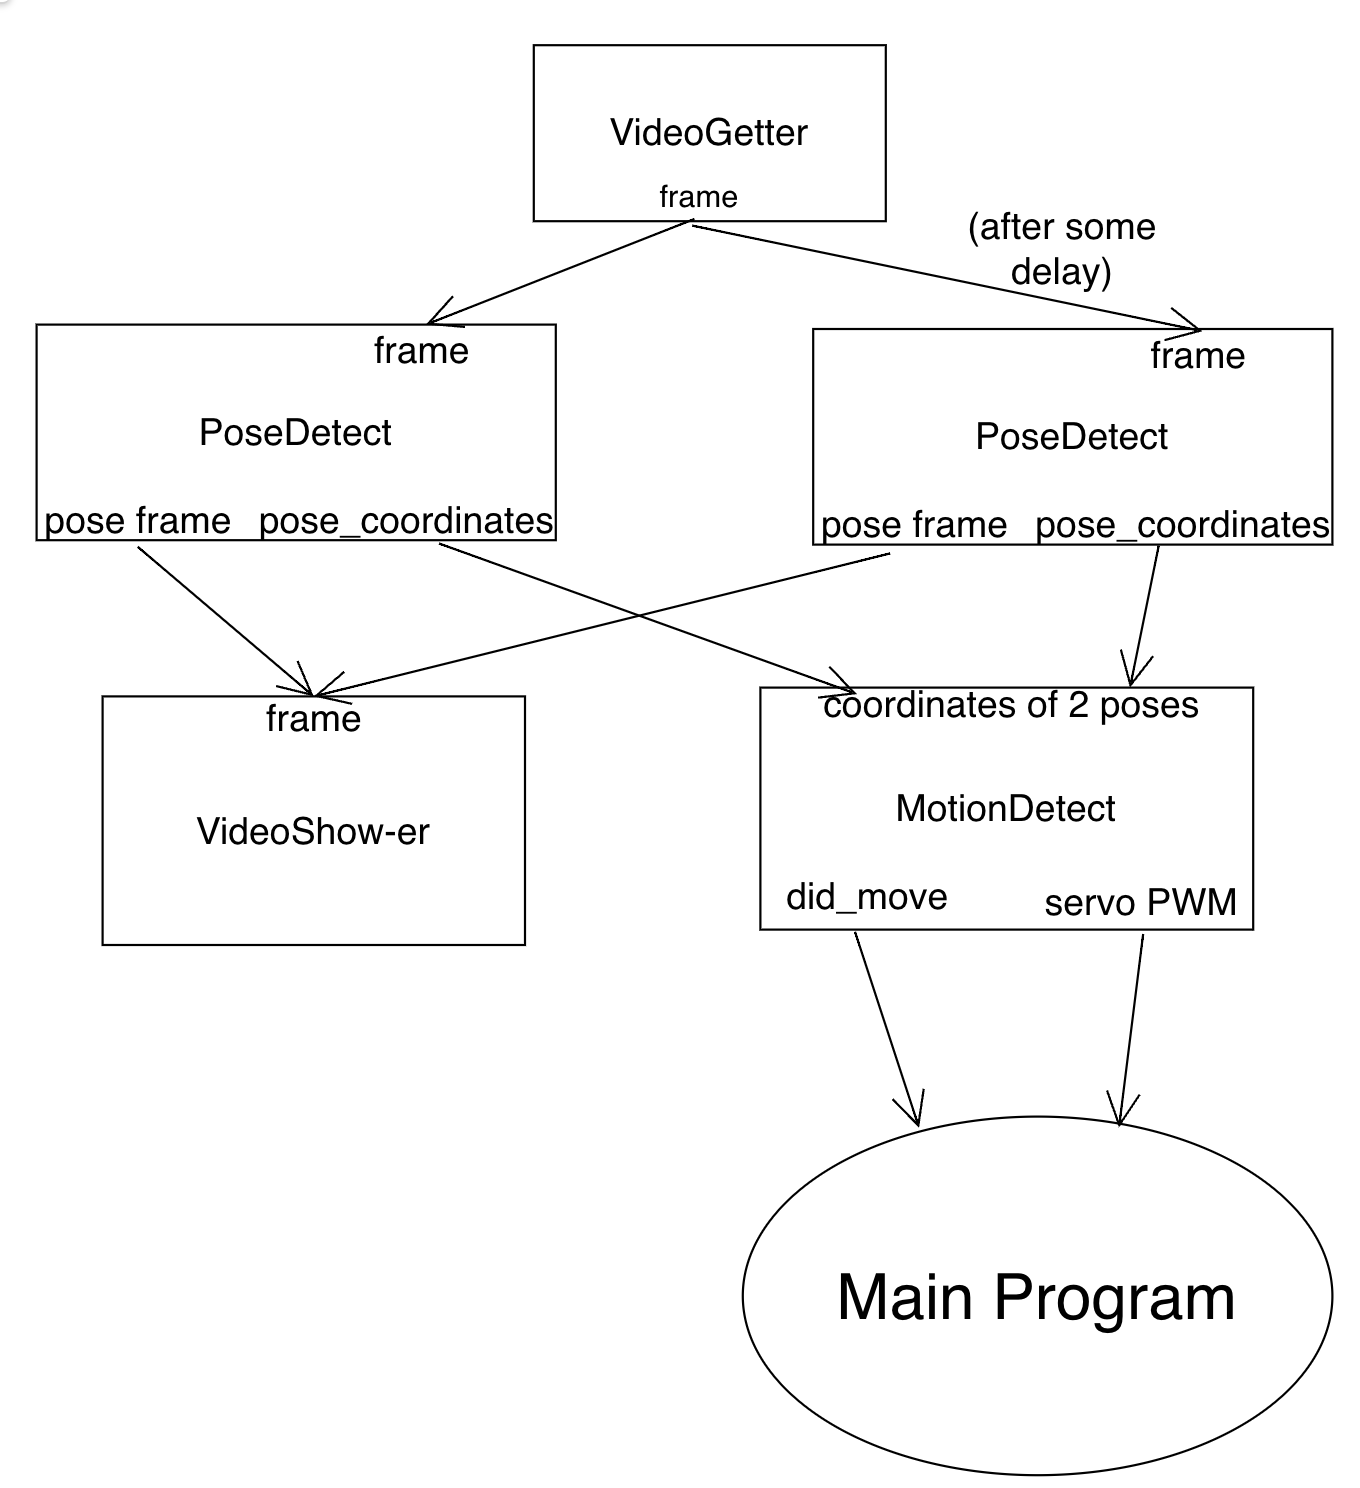 VideoGetter
frame
(after some
delay)
frame
PoseDetect
pose frame pose_coordinates
frame
PoseDetect
pose frame pose_coordinates
frame
VideoShow-er
coordinates of 2 poses
MotionDetect
did_move servo PWM
Main Program